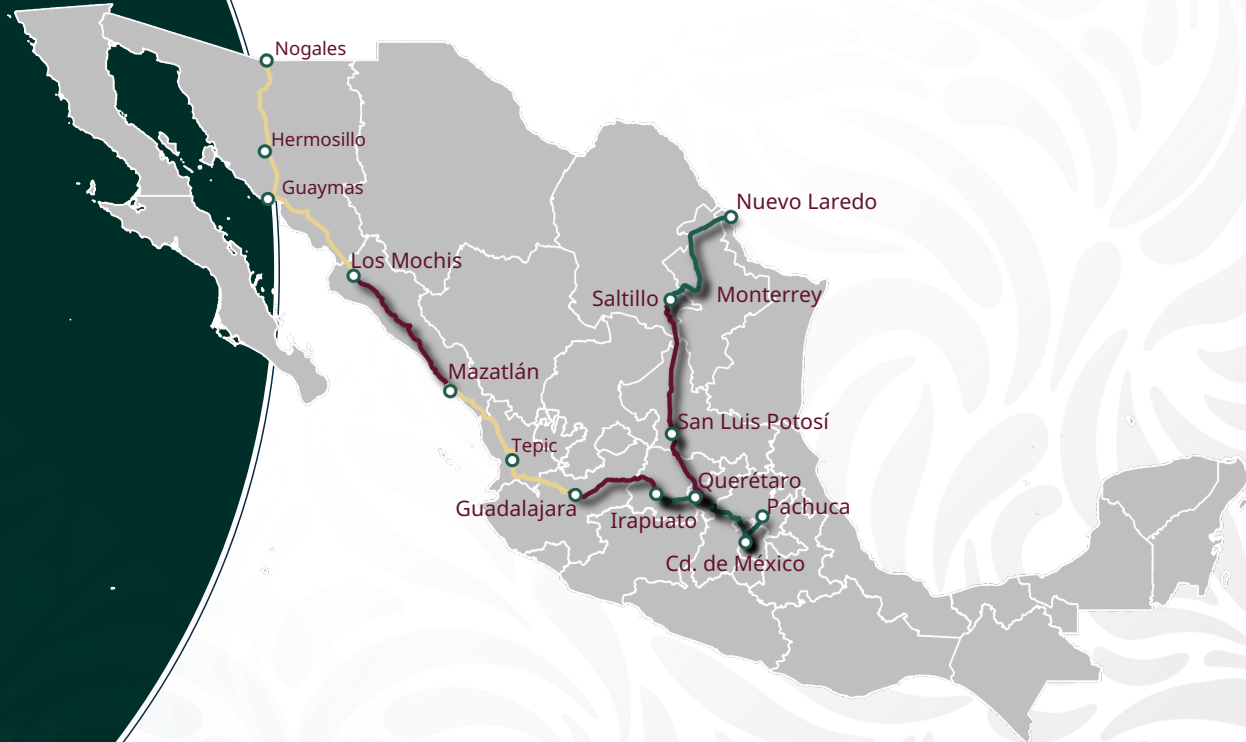 Nogales
Hermosillo
Guaymas
Nuevo Laredo
Los Mochis
Saltillo
Monterrey
Mazatlán
San Luis Potosí
Tepic
Querétaro
Guadalajara
Pachuca
Irapuato
Cd. de México